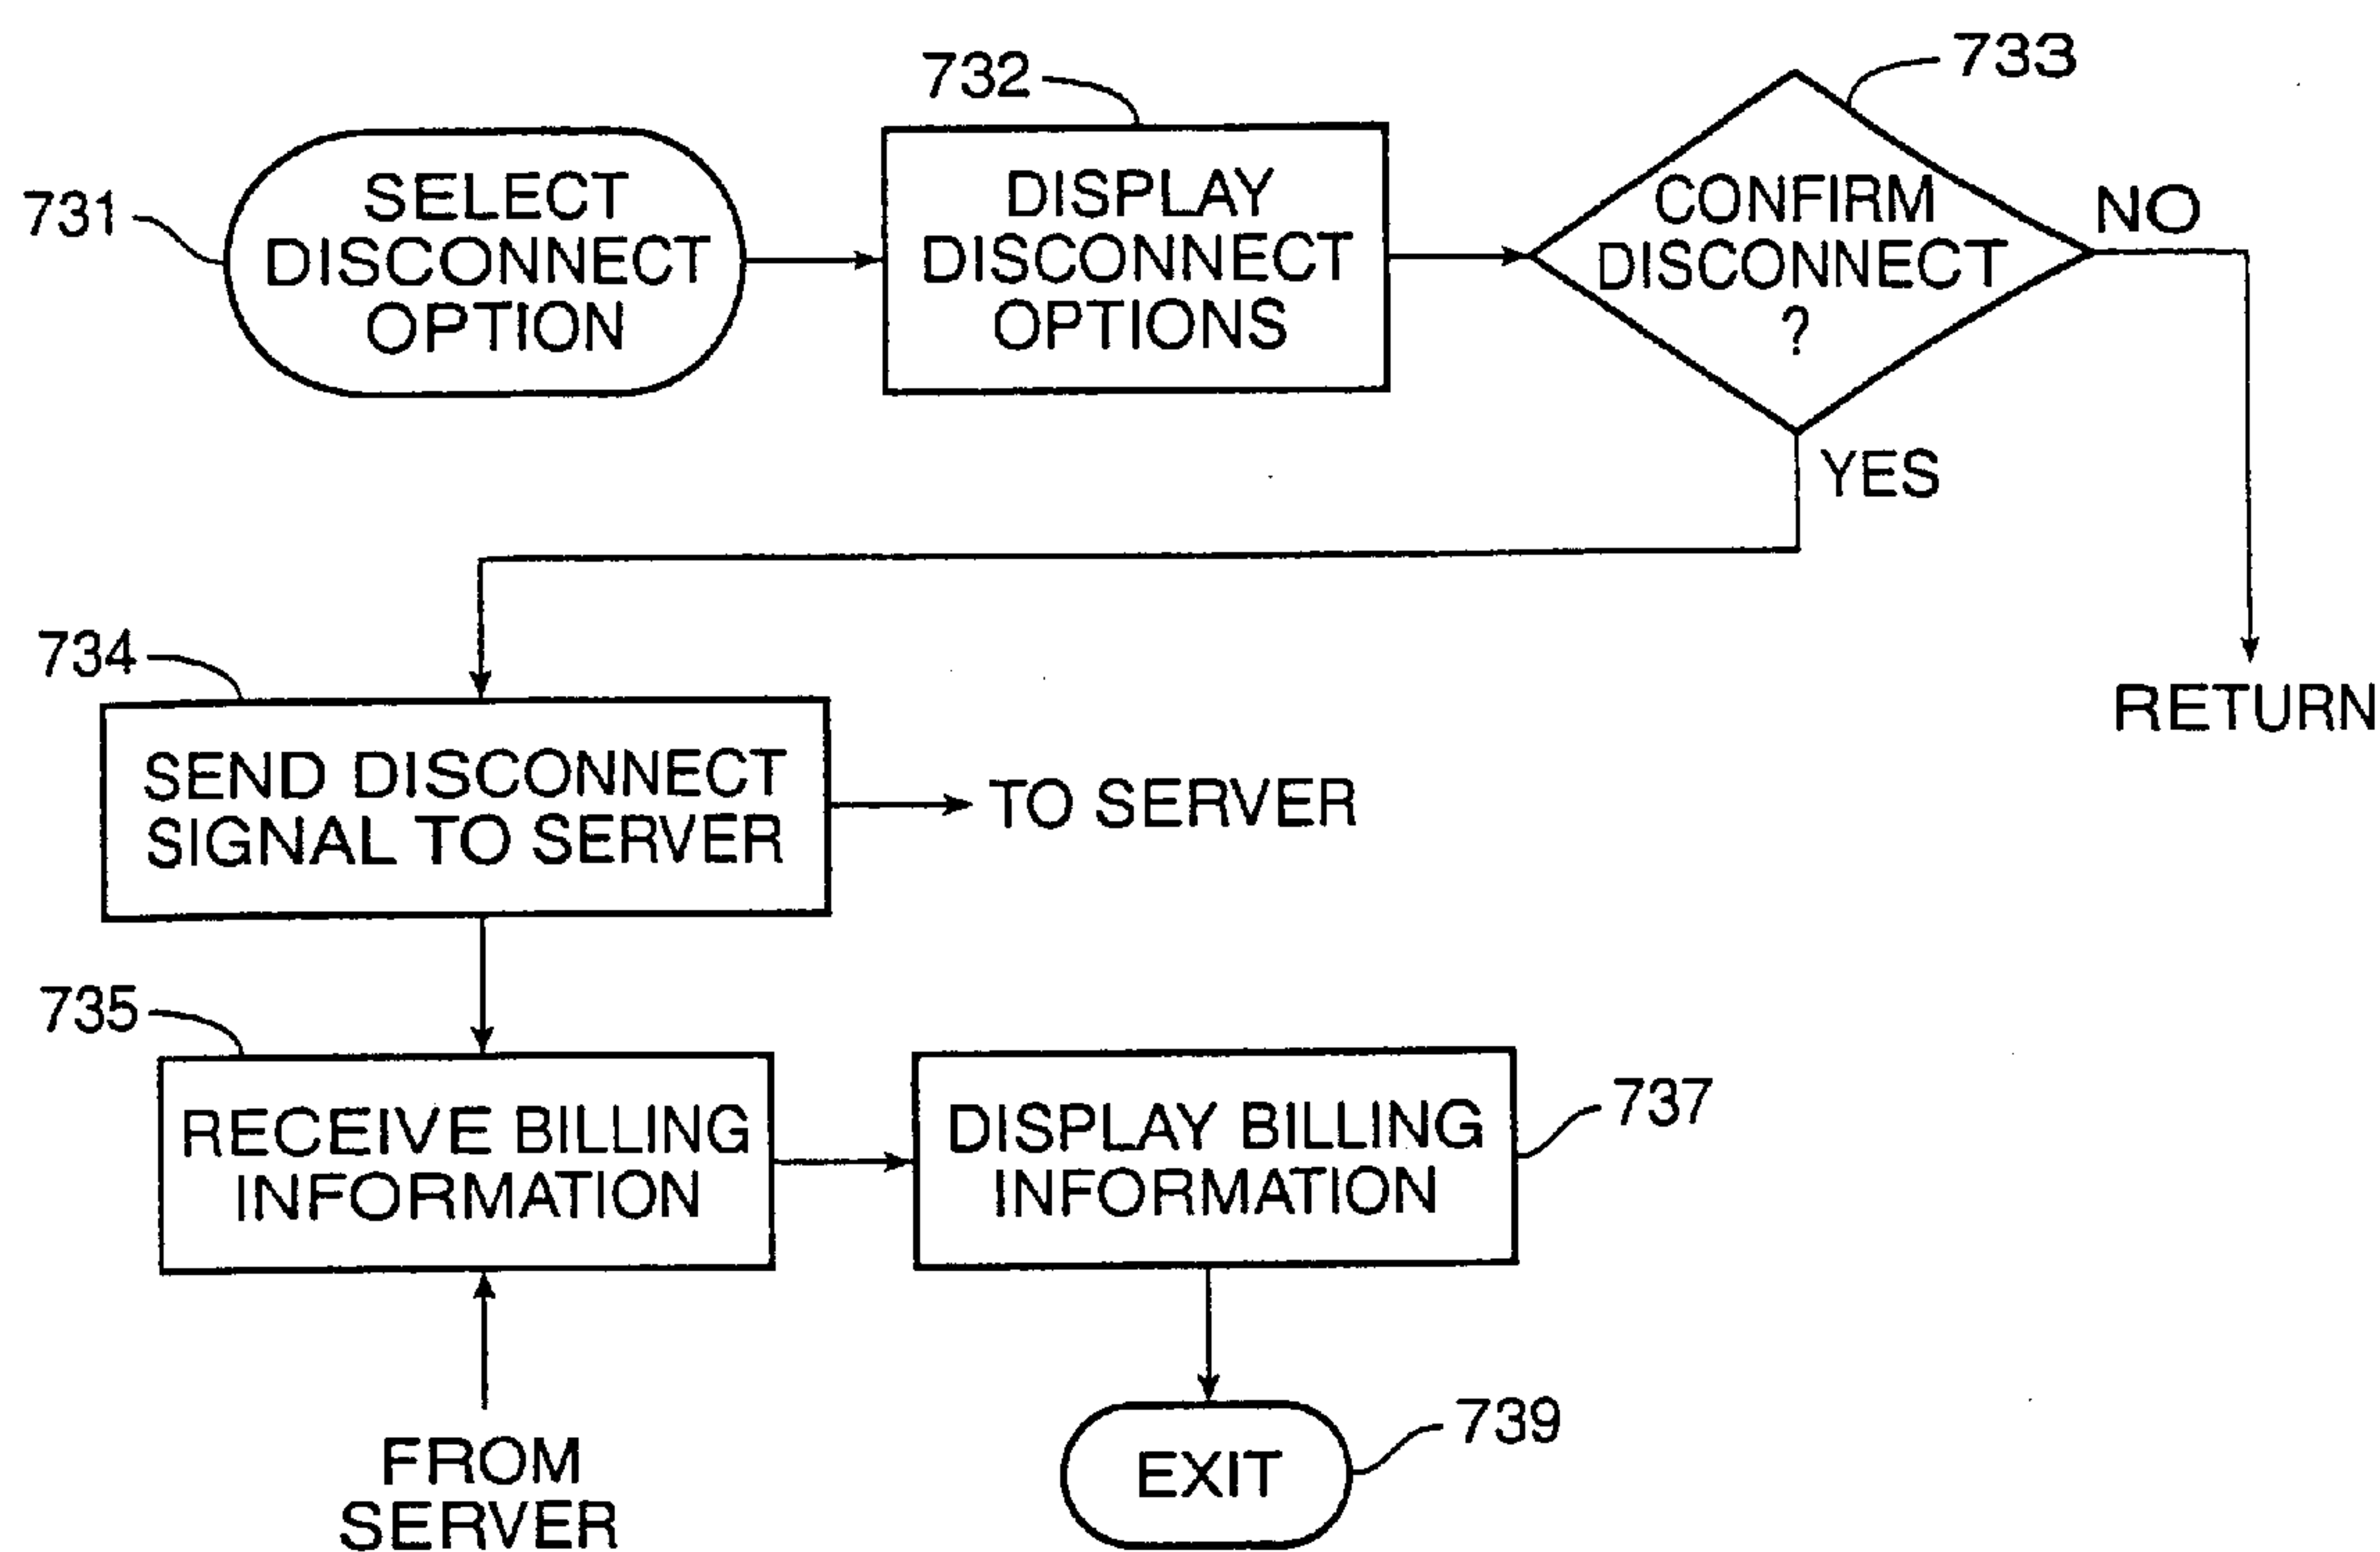 731
SELECT
DISCONNECT
OPTION
732
DISPLAY
DISCONNECT
OPTIONS
733
CONFIRM
DISCONNECT
?
NO
YES
RETURN
734
SEND DISCONNECT
SIGNAL TO SERVER
TO SERVER
735
RECEIVE BILLING
INFORMATION
FROM
SERVER
737
DISPLAY BILLING
INFORMATION
739
EXIT